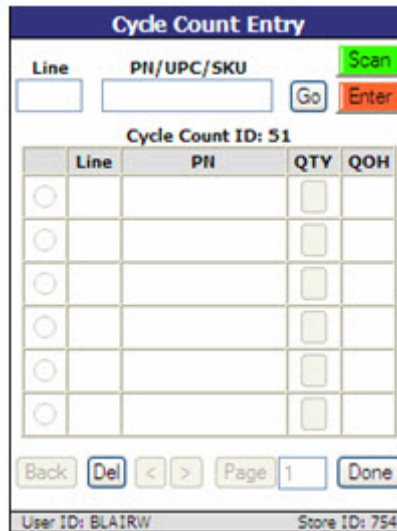 Cycle Count Entry
Line PN/UPC/SKU Scan
Go Enter
Cycle Count ID: 51
Line PN QTY QOH
Back Del < > Page 1 Done
User ID: BLAIRW Store ID: 754